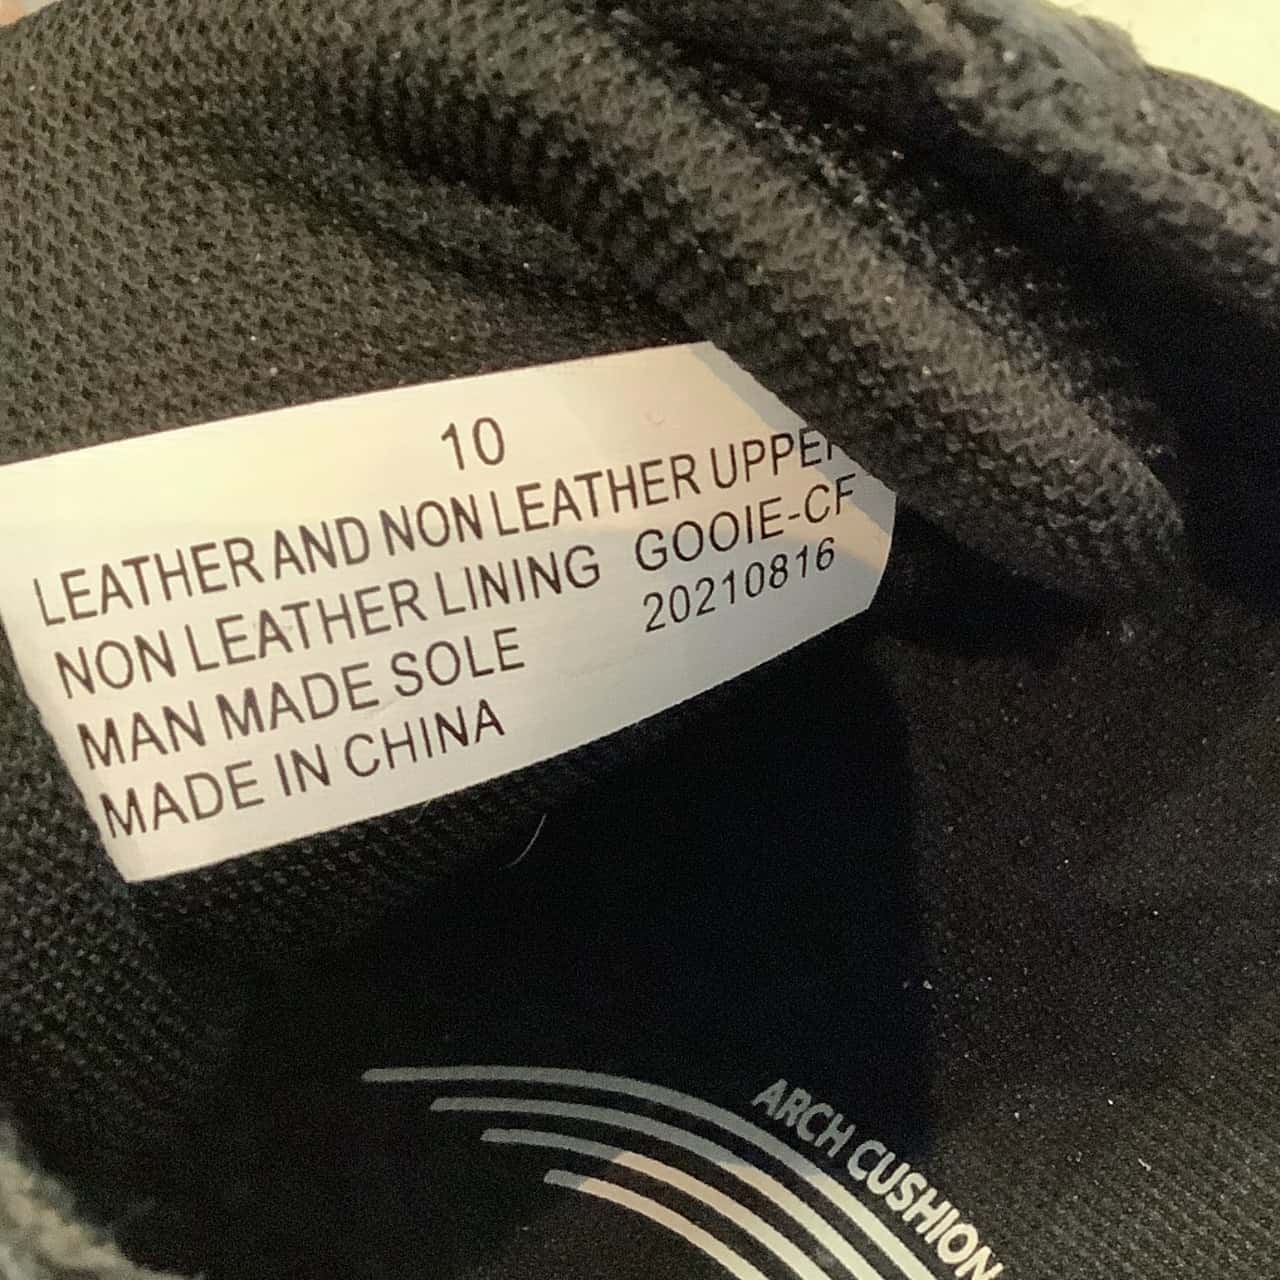 10
LEATHER AND NON LEATHER UPPER
NON LEATHER LINING GOOIE-CF
MAN MADE SOLE 20210816
MADE IN CHINA
ARCH CUSHION